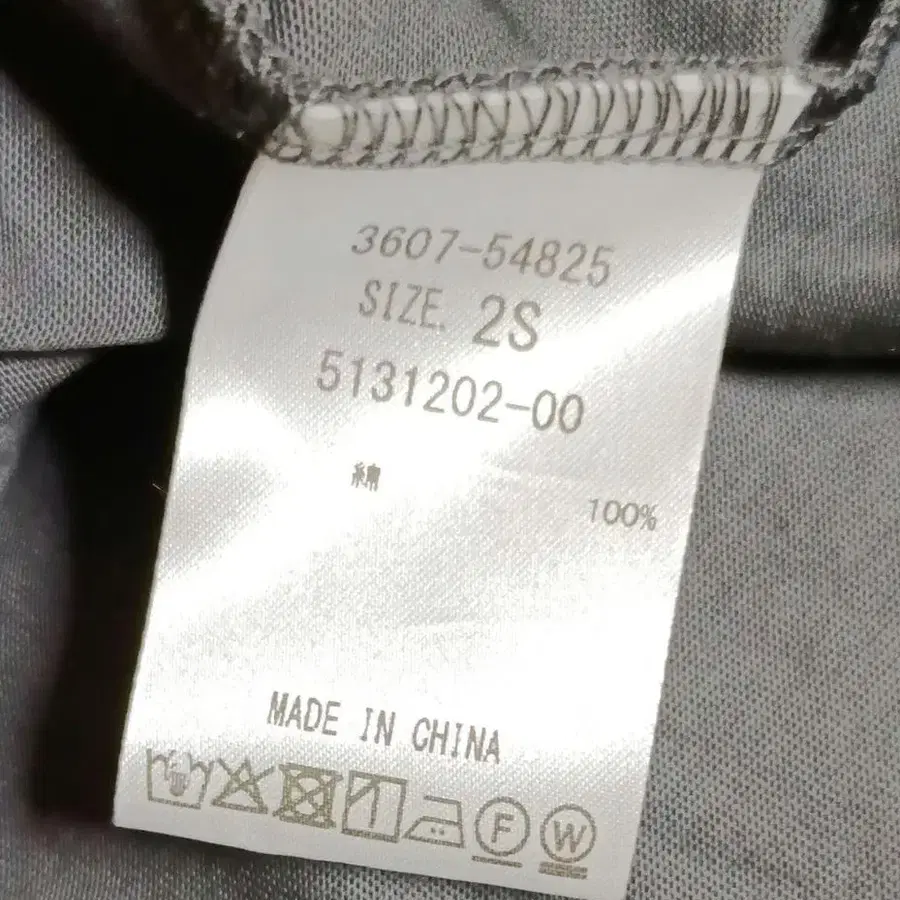 3607-54825
SIZE. 2S
5131202-00
綿 100%
MADE IN CHINA
F W